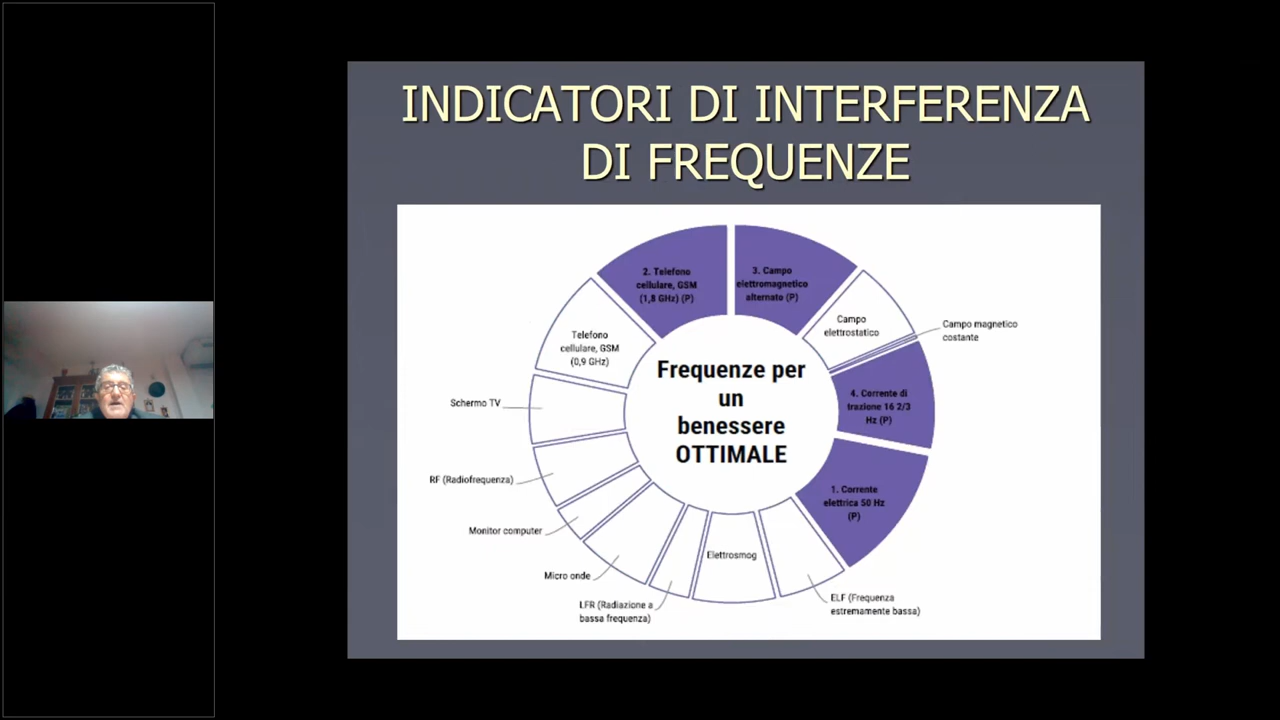 INDICATORI DI INTERFERENZA
DI FREQUENZE
2. Telefono
cellulare, GSM
(1,8 GHz) (P)
3. Campo
elettromagnetico
alternato (P)
Campo
elettrostatico
Campo magnetico
costante
Telefono
cellulare, GSM
(0,9 GHz)
Frequenze per
un
benessere
OTTIMALE
4. Corrente di
trazione 16 2/3
Hz (P)
Schermo TV
RF (Radiofrequenza)
1. Corrente
elettrica 50 Hz
(P)
Monitor computer
Elettrosmog
Micro onde
LFR (Radiazione a
bassa frequenza)
ELF (Frequenza
estremamente bassa)